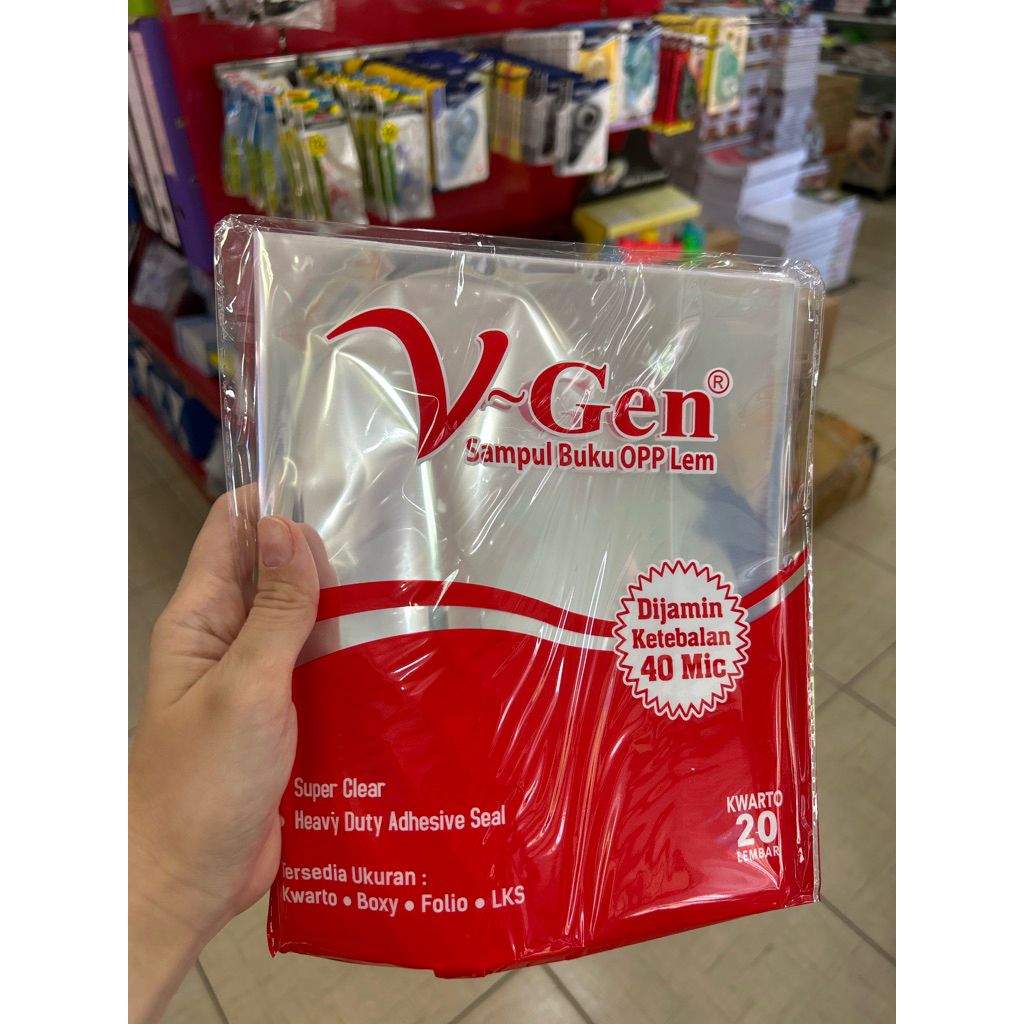 V~Gen®
Sampul Buku OPP Lem
Dijamin
Ketebalan
40 Mic
Super Clear
• Heavy Duty Adhesive Seal
Tersedia Ukuran :
Kwarto • Boxy • Folio • LKS
KWARTO
20
LEMBAR